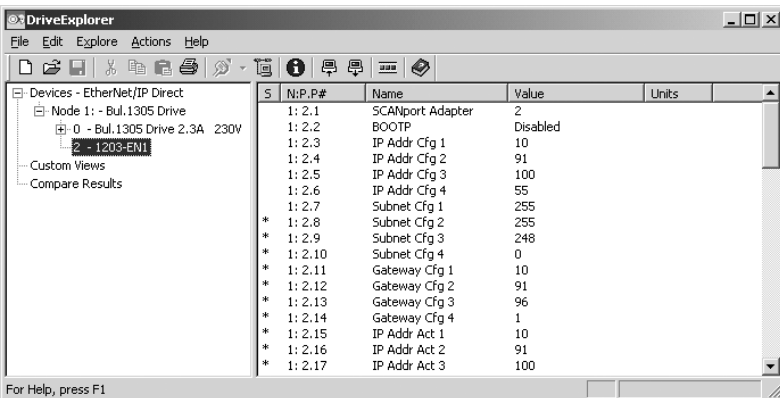 DriveExplorer
File Edit Explore Actions Help
Devices - EtherNet/IP Direct
Node 1: - Bul.1305 Drive
0 - Bul.1305 Drive 2.3A 230V
2 - 1203-EN1
Custom Views
Compare Results
S N:P.P# Name Value Units
1: 2.1 SCANport Adapter 2
1: 2.2 BOOTP Disabled
1: 2.3 IP Addr Cfg 1 10
1: 2.4 IP Addr Cfg 2 91
1: 2.5 IP Addr Cfg 3 100
1: 2.6 IP Addr Cfg 4 55
1: 2.7 Subnet Cfg 1 255
* 1: 2.8 Subnet Cfg 2 255
* 1: 2.9 Subnet Cfg 3 248
* 1: 2.10 Subnet Cfg 4 0
* 1: 2.11 Gateway Cfg 1 10
* 1: 2.12 Gateway Cfg 2 91
* 1: 2.13 Gateway Cfg 3 96
* 1: 2.14 Gateway Cfg 4 1
* 1: 2.15 IP Addr Act 1 10
* 1: 2.16 IP Addr Act 2 91
* 1: 2.17 IP Addr Act 3 100
For Help, press F1